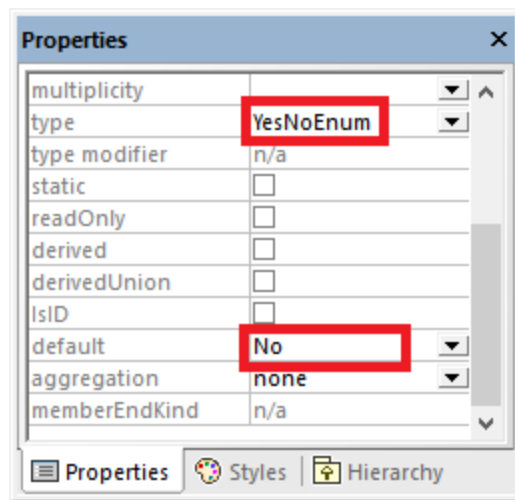 Properties
multiplicity
type YesNoEnum
type modifier n/a
static
readOnly
derived
derivedUnion
IsID
default No
aggregation none
memberEndKind n/a
Properties Styles Hierarchy